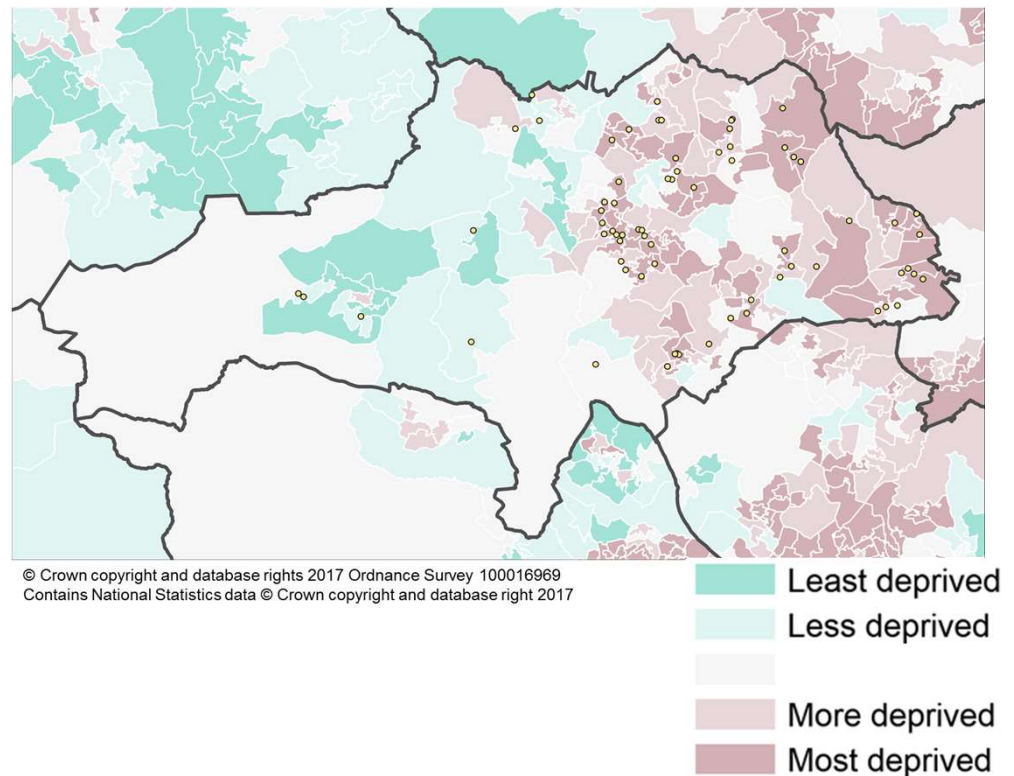 © Crown copyright and database rights 2017 Ordnance Survey 100016969
Contains National Statistics data © Crown copyright and database right 2017
Least deprived
Less deprived
More deprived
Most deprived